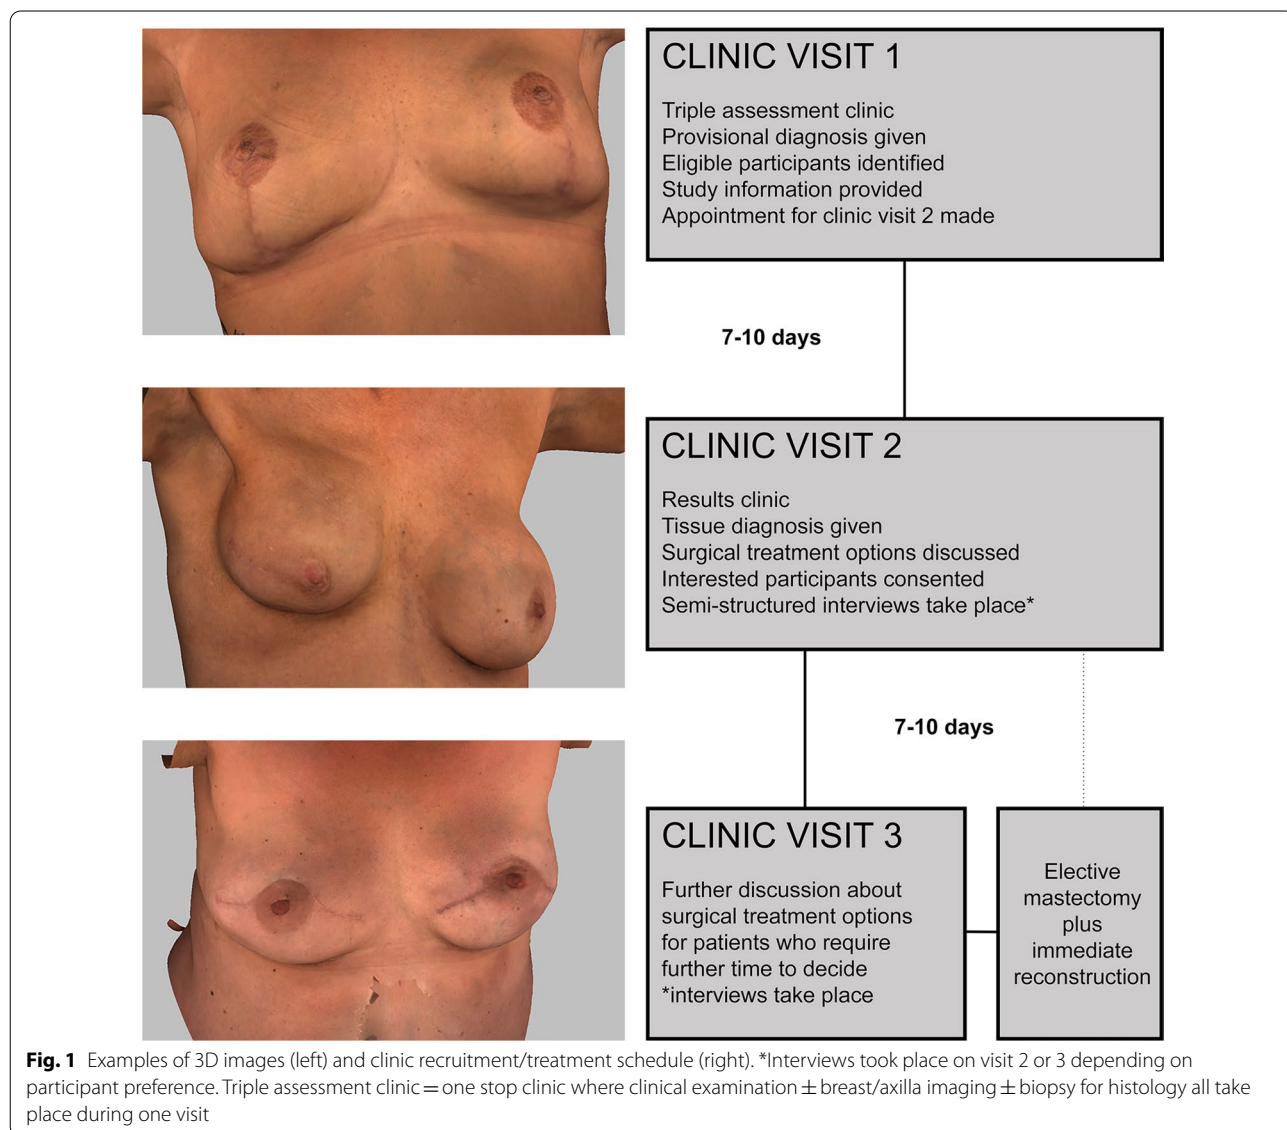 CLINIC VISIT 1
Triple assessment clinic
Provisional diagnosis given
Eligible participants identified
Study information provided
Appointment for clinic visit 2 made
7-10 days
CLINIC VISIT 2
Results clinic
Tissue diagnosis given
Surgical treatment options discussed
Interested participants consented
Semi-structured interviews take place*
7-10 days
CLINIC VISIT 3
Further discussion about
surgical treatment options
for patients who require
further time to decide
*interviews take place
Elective
mastectomy
plus
immediate
reconstruction
Fig. 1 Examples of 3D images (left) and clinic recruitment/treatment schedule (right). *Interviews took place on visit 2 or 3 depending on
participant preference. Triple assessment clinic = one stop clinic where clinical examination ± breast/axilla imaging ± biopsy for histology all take
place during one visit